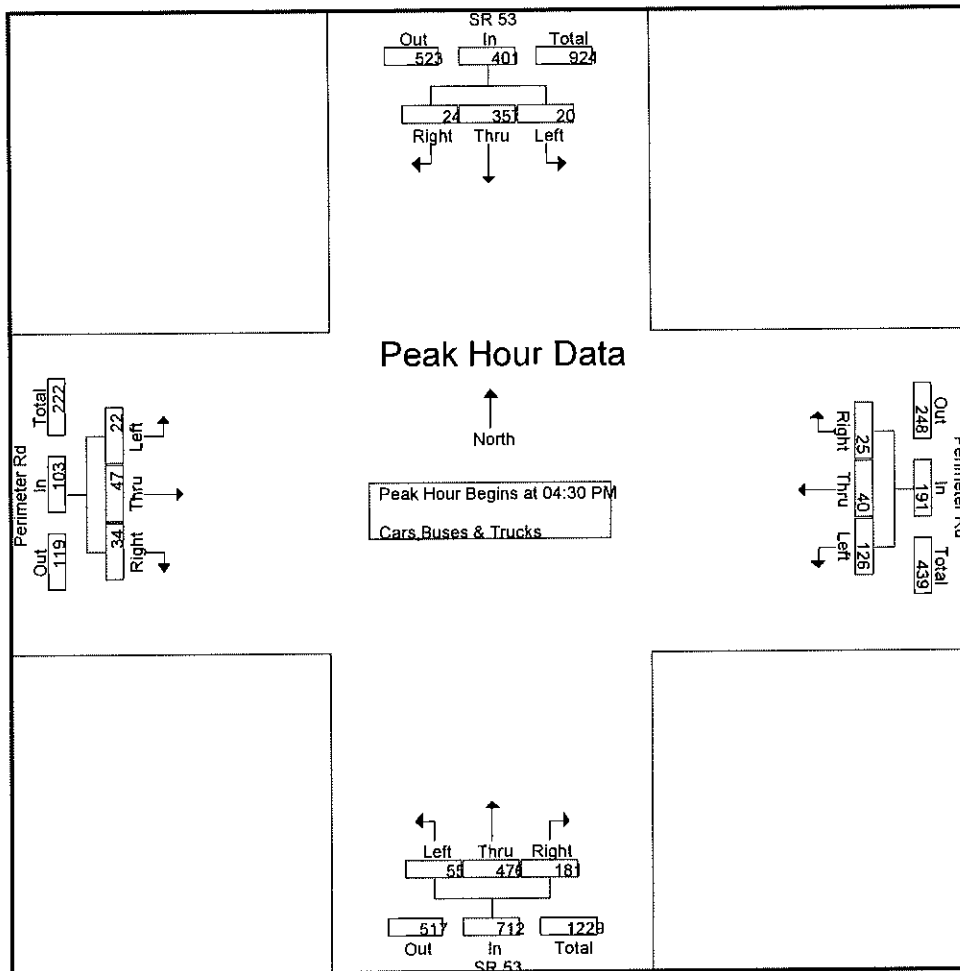 SR 53
Out In Total
523 401 924
24 357 20
Right Thru Left
Peak Hour Data
North
Peak Hour Begins at 04:30 PM
Cars,Buses & Trucks
Perimeter Rd
Out In Total
119 103 222
22 47 34
Left Thru Right
Perimeter Rd
Out In Total
248 191 439
25 40 126
Right Thru Left
Left Thru Right
55 476 181
517 712 1229
Out In Total
SR 53